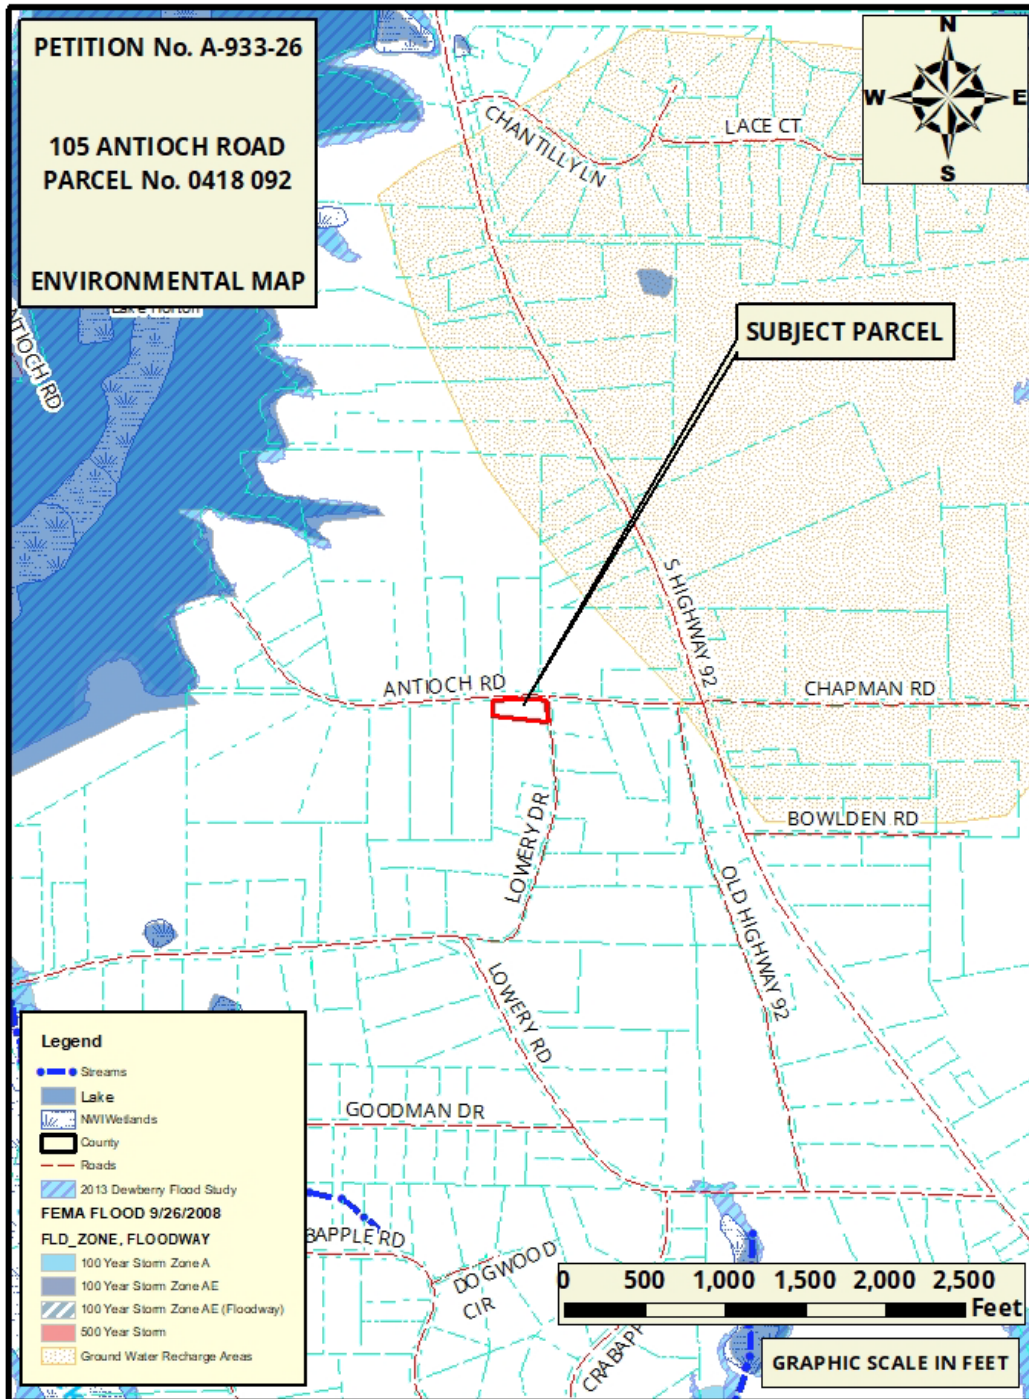 PETITION No. A-933-26
105 ANTIOCH ROAD
PARCEL No. 0418 092
ENVIRONMENTAL MAP
N
W
E
S
CHANTILLY LN
LACE CT
Lake Horton
ANTIOCH RD
SUBJECT PARCEL
S HIGHWAY 92
ANTIOCH RD
CHAPMAN RD
LOWERY DR
BOWLDEN RD
OLD HIGHWAY 92
LOWERY RD
GOODMAN DR
BAPPLE RD
DOGWOOD
CIR
CRABAPP
Legend
Streams
Lake
NWI Wetlands
County
Roads
2013 Dewberry Flood Study
FEMA FLOOD 9/26/2008
FLD_ZONE, FLOODWAY
100 Year Storm Zone A
100 Year Storm Zone AE
100 Year Storm Zone AE (Floodway)
500 Year Storm
Ground Water Recharge Areas
0 500 1,000 1,500 2,000 2,500
Feet
GRAPHIC SCALE IN FEET